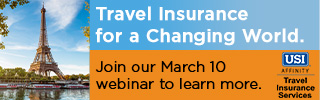 Travel Insurance
for a Changing World.
Join our March 10
webinar to learn more.
USI
AFFINITY
Travel
Insurance
Services